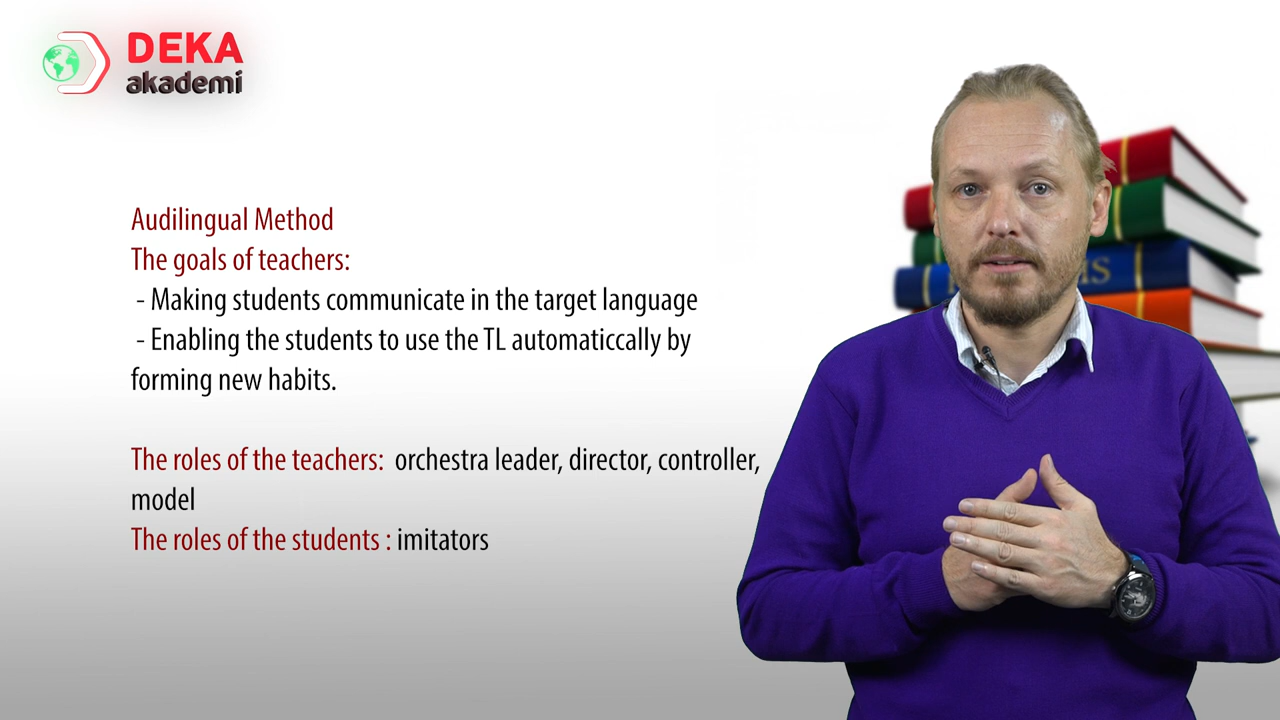 DEKA
akademi
Audilingual Method
The goals of teachers:
- Making students communicate in the target language
- Enabling the students to use the TL automaticcally by
forming new habits.
The roles of the teachers: orchestra leader, director, controller,
model
The roles of the students : imitators